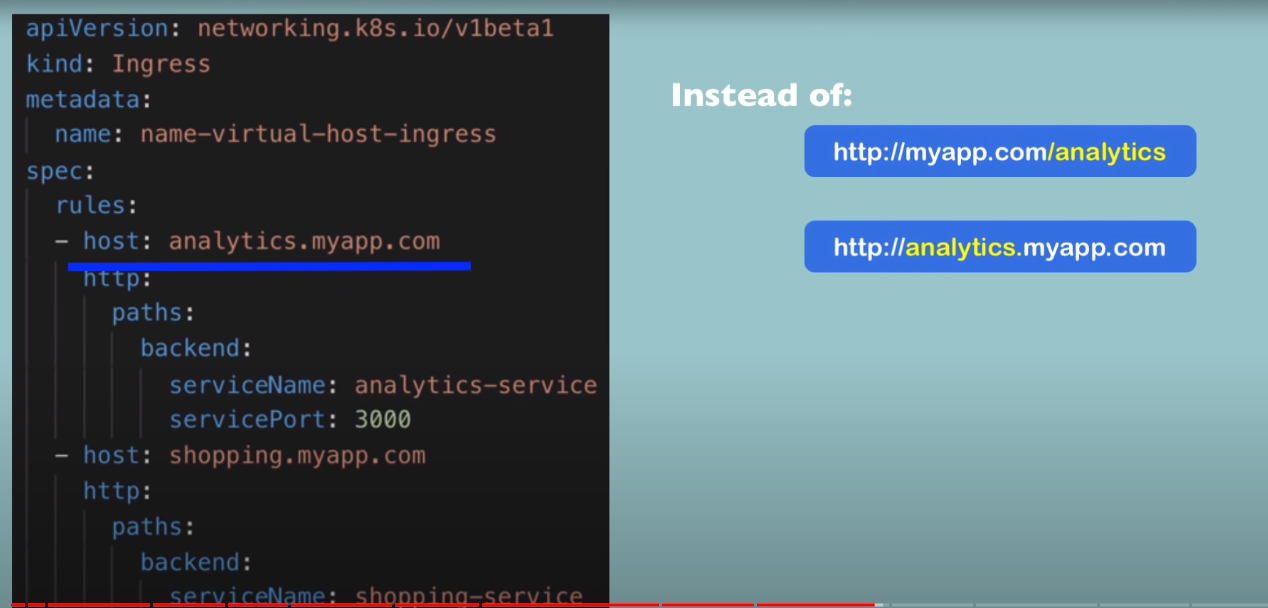 apiVersion: networking.k8s.io/v1beta1
kind: Ingress
metadata:
name: name-virtual-host-ingress
spec:
rules:
- host: analytics.myapp.com
http:
paths:
backend:
serviceName: analytics-service
servicePort: 3000
- host: shopping.myapp.com
http:
paths:
backend:
serviceName: shopping-service
Instead of:
http://myapp.com/analytics
http://analytics.myapp.com